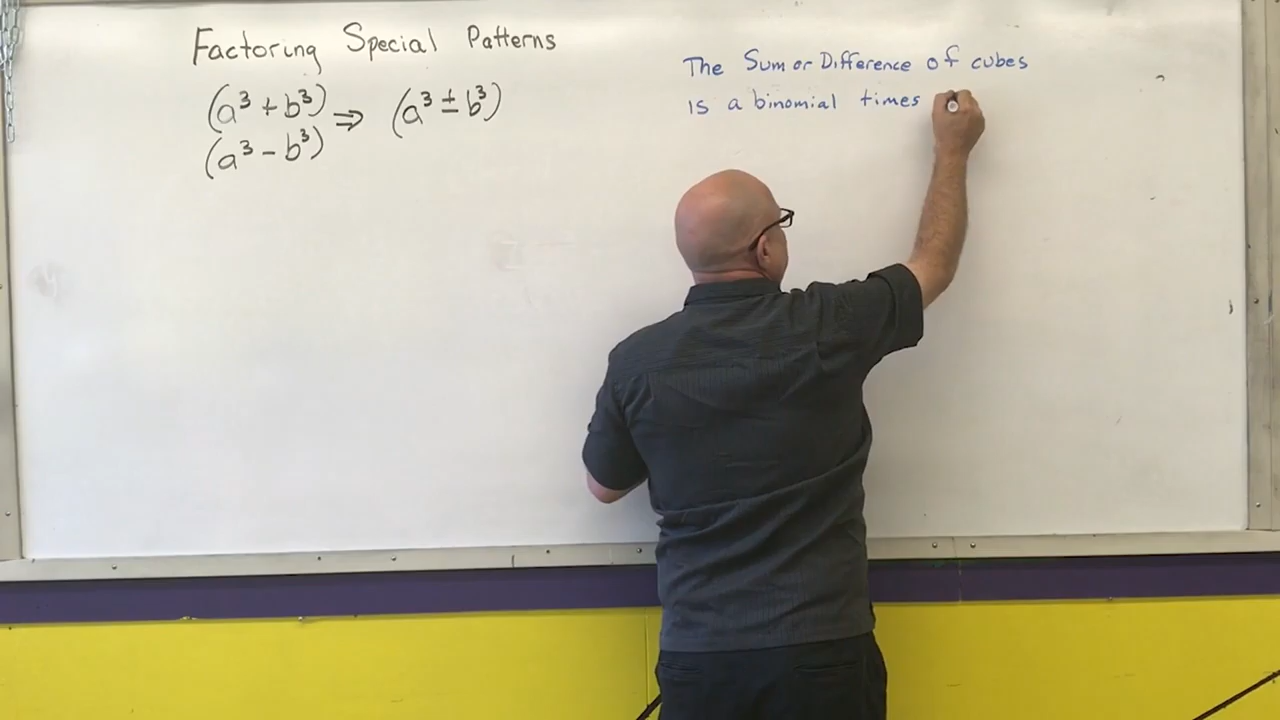 Factoring Special Patterns
(a³ + b³) ⇒ (a³ ± b³)
(a³ - b³)
The Sum or Difference of cubes
is a binomial times